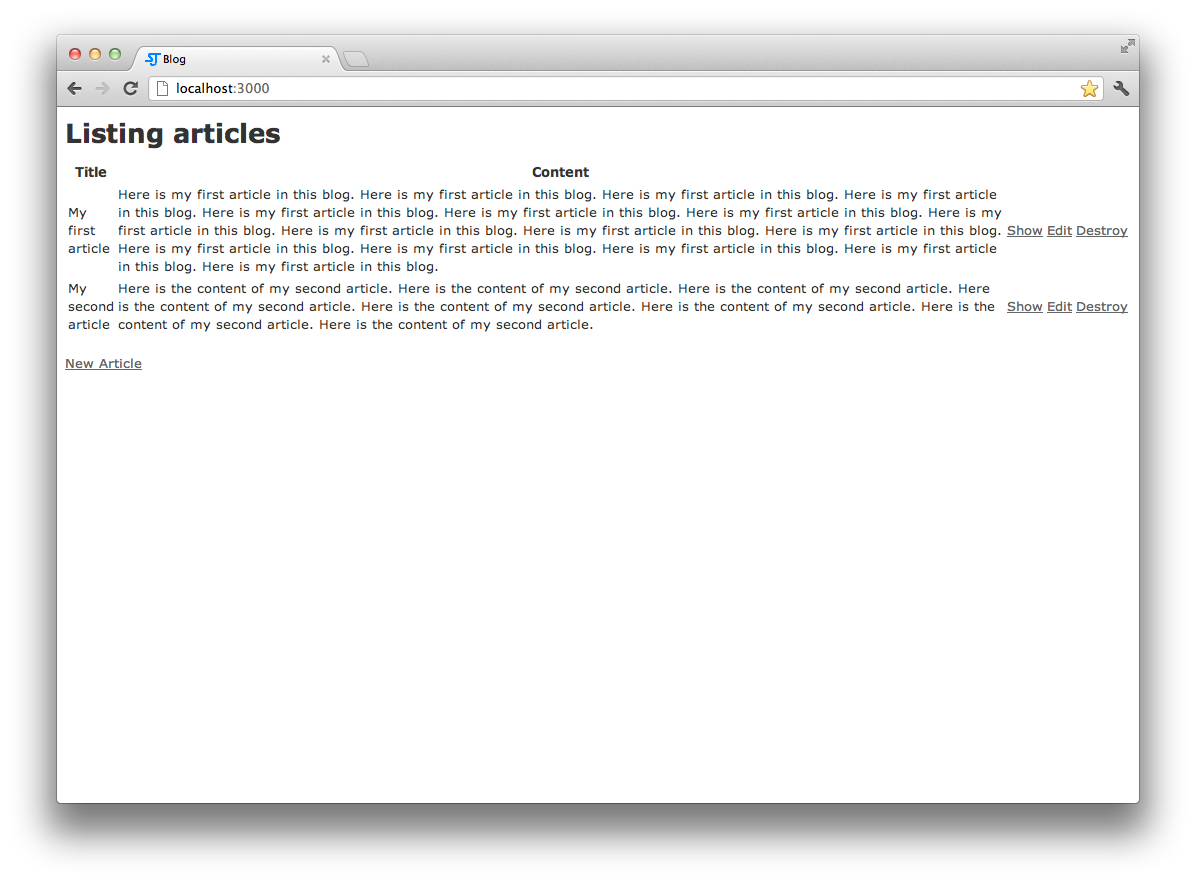 Blog
localhost:3000
Listing articles
Title Content
My first article
Here is my first article in this blog. Here is my first article in this blog. Here is my first article in this blog. Here is my first article
in this blog. Here is my first article in this blog. Here is my first article in this blog. Here is my first article in this blog. Here is my
first article in this blog. Here is my first article in this blog. Here is my first article in this blog. Here is my first article in this blog.
Here is my first article in this blog. Here is my first article in this blog. Here is my first article in this blog. Here is my first article
in this blog. Here is my first article in this blog.
Show Edit Destroy
My second article
Here is the content of my second article. Here is the content of my second article. Here is the content of my second article. Here
is the content of my second article. Here is the content of my second article. Here is the content of my second article. Here is the
content of my second article. Here is the content of my second article.
Show Edit Destroy
New Article